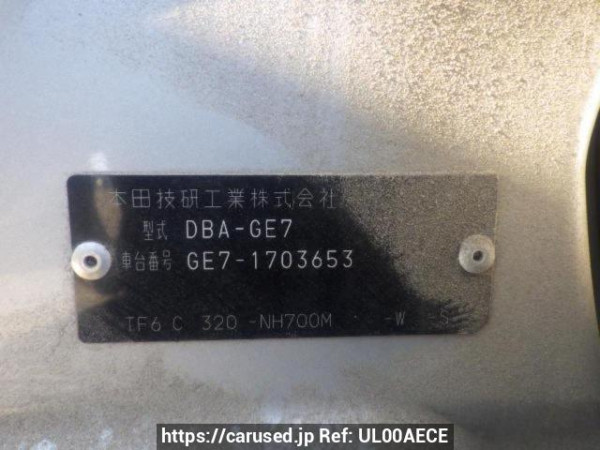 本田技研工業株式会社
型式 DBA-GE7
車台番号 GE7-1703653
TF6 C 320 -NH700M -W -S
https://carused.jp Ref: UL00AECE